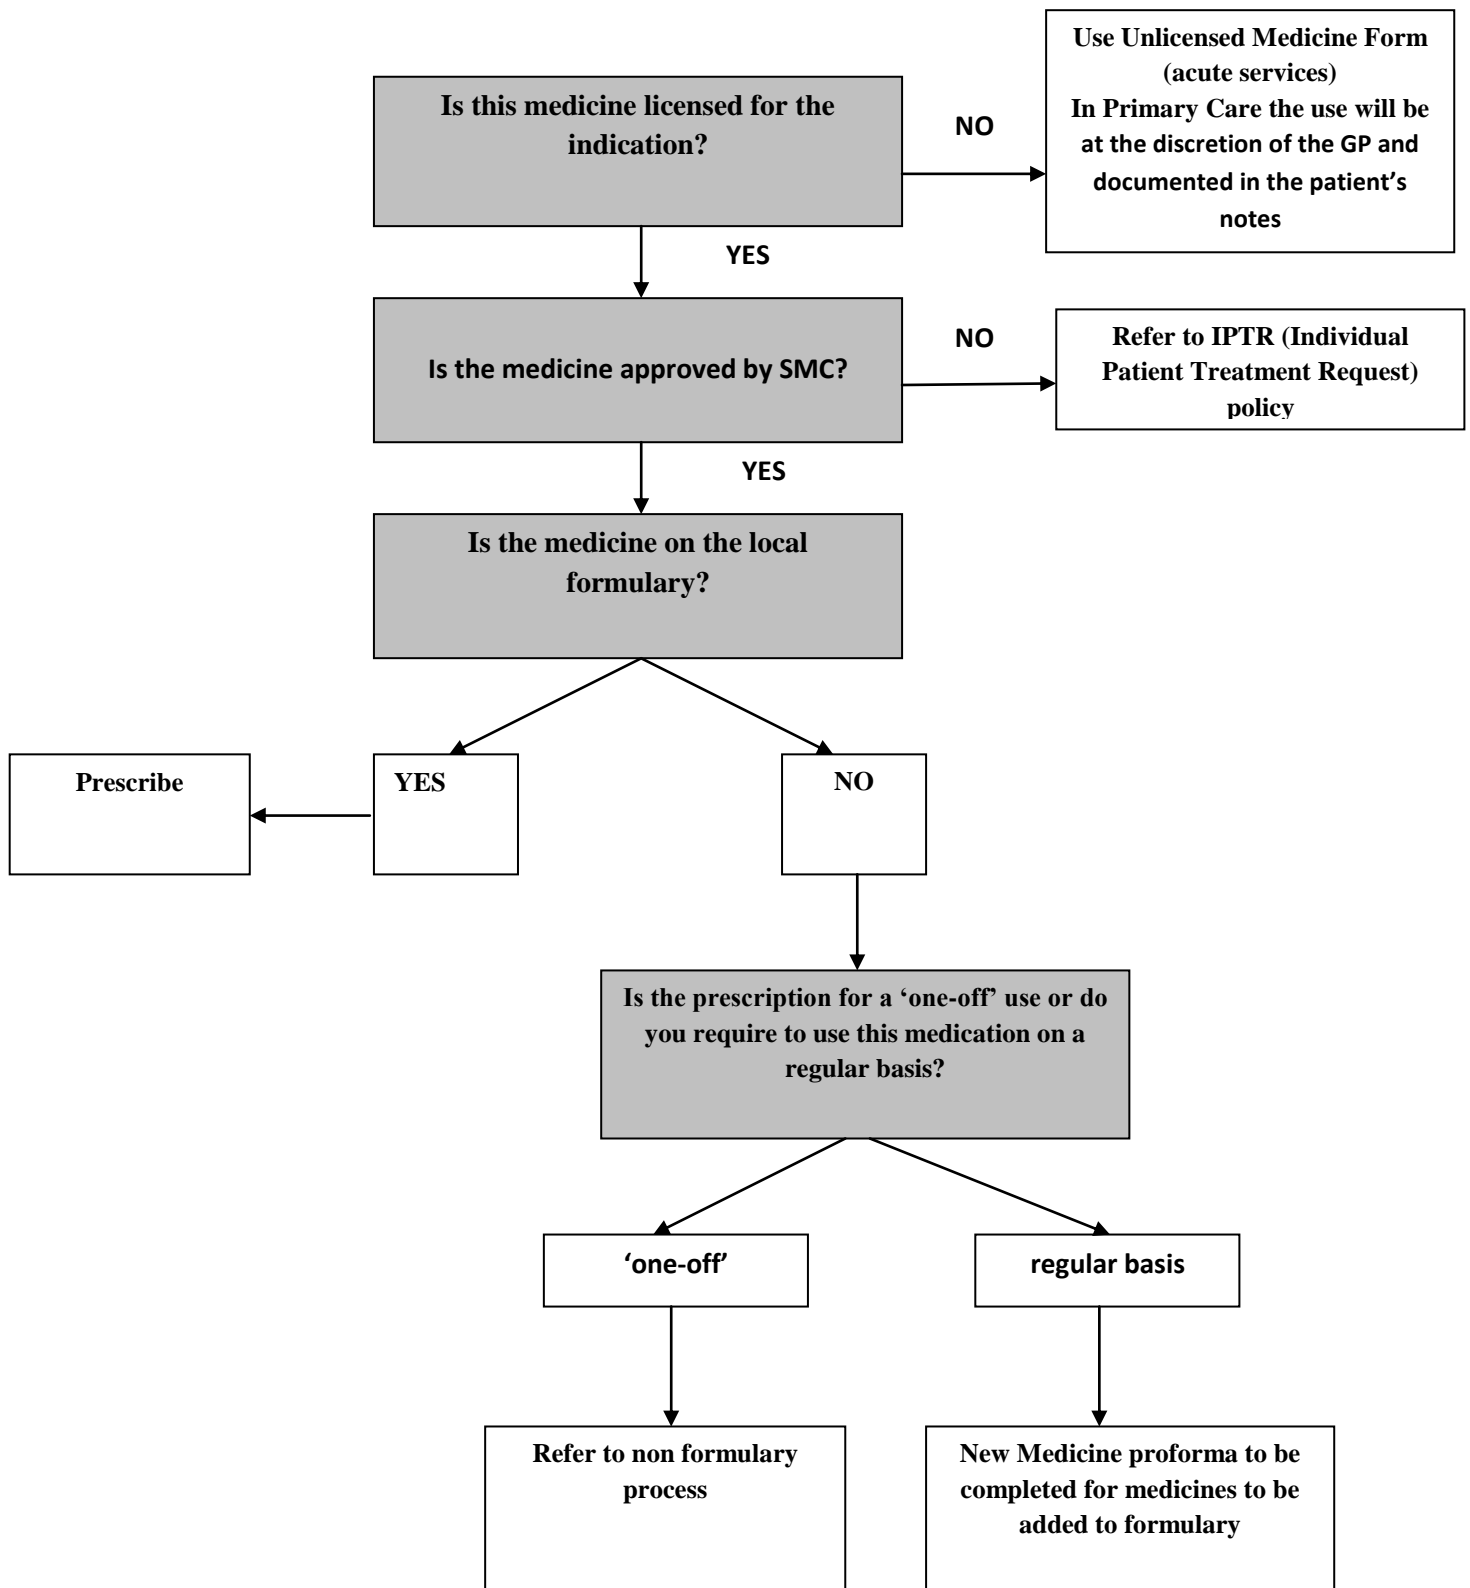 Is this medicine licensed for the
indication?
NO
Use Unlicensed Medicine Form
(acute services)
In Primary Care the use will be
at the discretion of the GP and
documented in the patient’s
notes
YES
Is the medicine approved by SMC?
NO
Refer to IPTR (Individual
Patient Treatment Request)
policy
YES
Is the medicine on the local
formulary?
Prescribe
YES
NO
Is the prescription for a ‘one-off’ use or do
you require to use this medication on a
regular basis?
‘one-off’
regular basis
Refer to non formulary
process
New Medicine proforma to be
completed for medicines to be
added to formulary